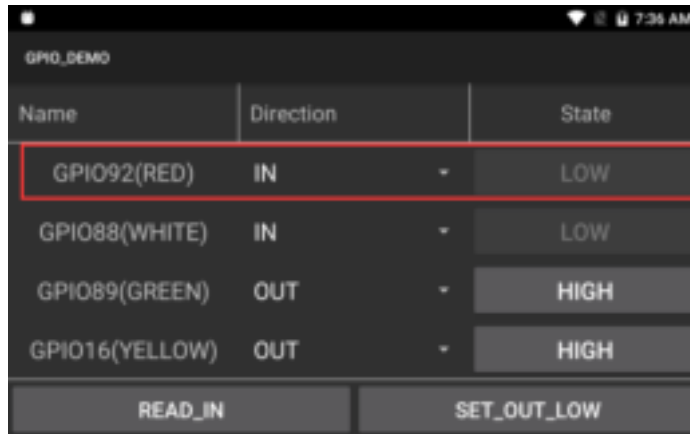 7:36 AM
GPIO_DEMO
Name Direction State
GPIO92(RED) IN LOW
GPIO88(WHITE) IN LOW
GPIO89(GREEN) OUT HIGH
GPIO16(YELLOW) OUT HIGH
READ_IN SET_OUT_LOW